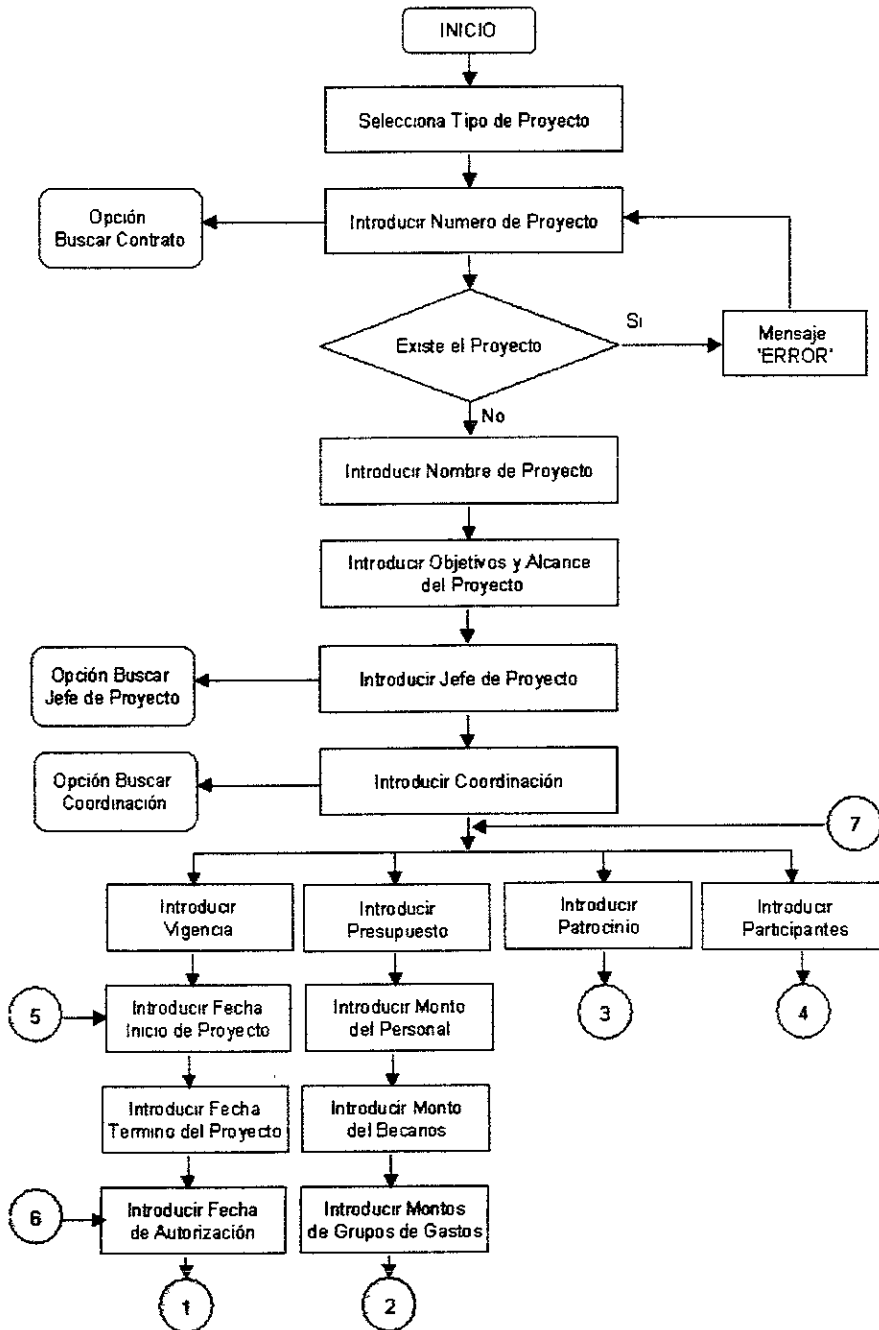 INICIO
Selecciona Tipo de Proyecto
Opción
Buscar Contrato
Introducir Numero de Proyecto
Existe el Proyecto
Si
Mensaje
'ERROR'
No
Introducir Nombre de Proyecto
Introducir Objetivos y Alcance
del Proyecto
Opción Buscar
Jefe de Proyecto
Introducir Jefe de Proyecto
Opción Buscar
Coordinación
Introducir Coordinación
7
Introducir
Vigencia
Introducir
Presupuesto
Introducir
Patrocinio
Introducir
Participantes
5
Introducir Fecha
Inicio de Proyecto
Introducir Monto
del Personal
3
4
Introducir Fecha
Termino del Proyecto
Introducir Monto
del Becanos
6
Introducir Fecha
de Autorización
Introducir Montos
de Grupos de Gastos
1
2